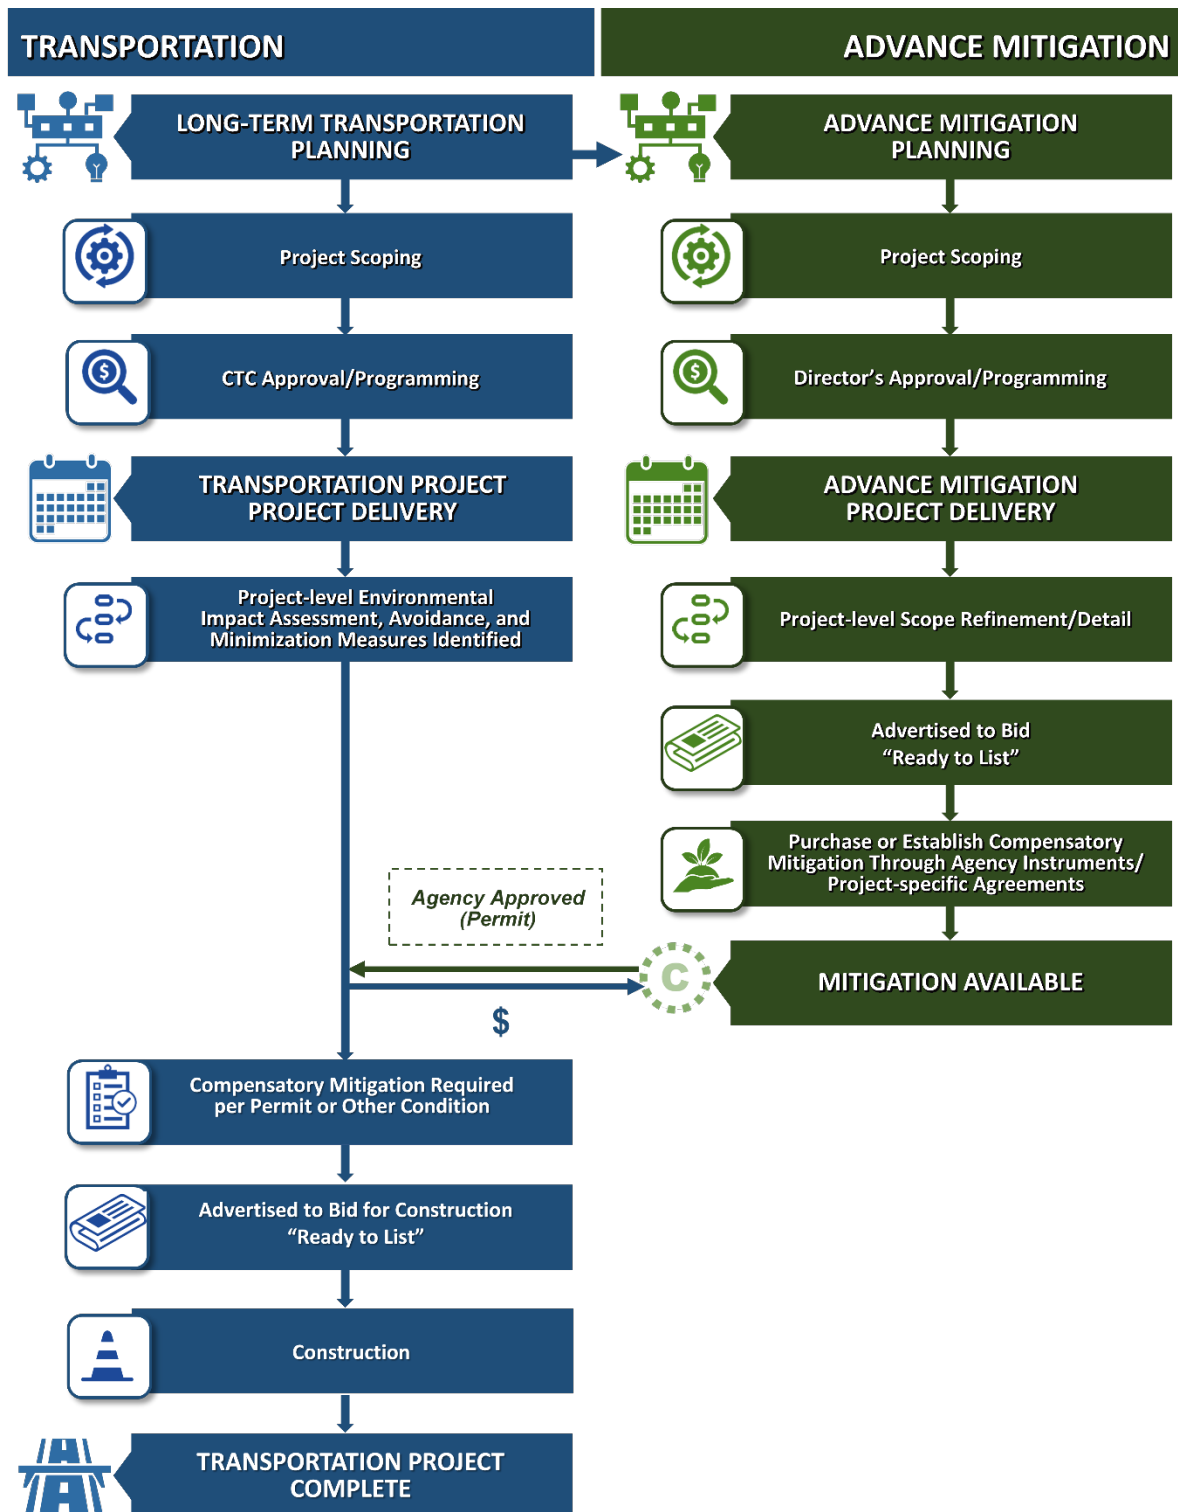 TRANSPORTATION
LONG-TERM TRANSPORTATION
PLANNING
Project Scoping
CTC Approval/Programming
TRANSPORTATION PROJECT
PROJECT DELIVERY
Project-level Environmental
Impact Assessment, Avoidance, and
Minimization Measures Identified
ADVANCE MITIGATION
ADVANCE MITIGATION
PLANNING
Project Scoping
Director’s Approval/Programming
ADVANCE MITIGATION
PROJECT DELIVERY
Project-level Scope Refinement/Detail
Advertised to Bid
“Ready to List”
Purchase or Establish Compensatory
Mitigation Through Agency Instruments/
Project-specific Agreements
MITIGATION AVAILABLE
C
Agency Approved
(Permit)
$
Compensatory Mitigation Required
per Permit or Other Condition
Advertised to Bid for Construction
“Ready to List”
Construction
TRANSPORTATION PROJECT
COMPLETE